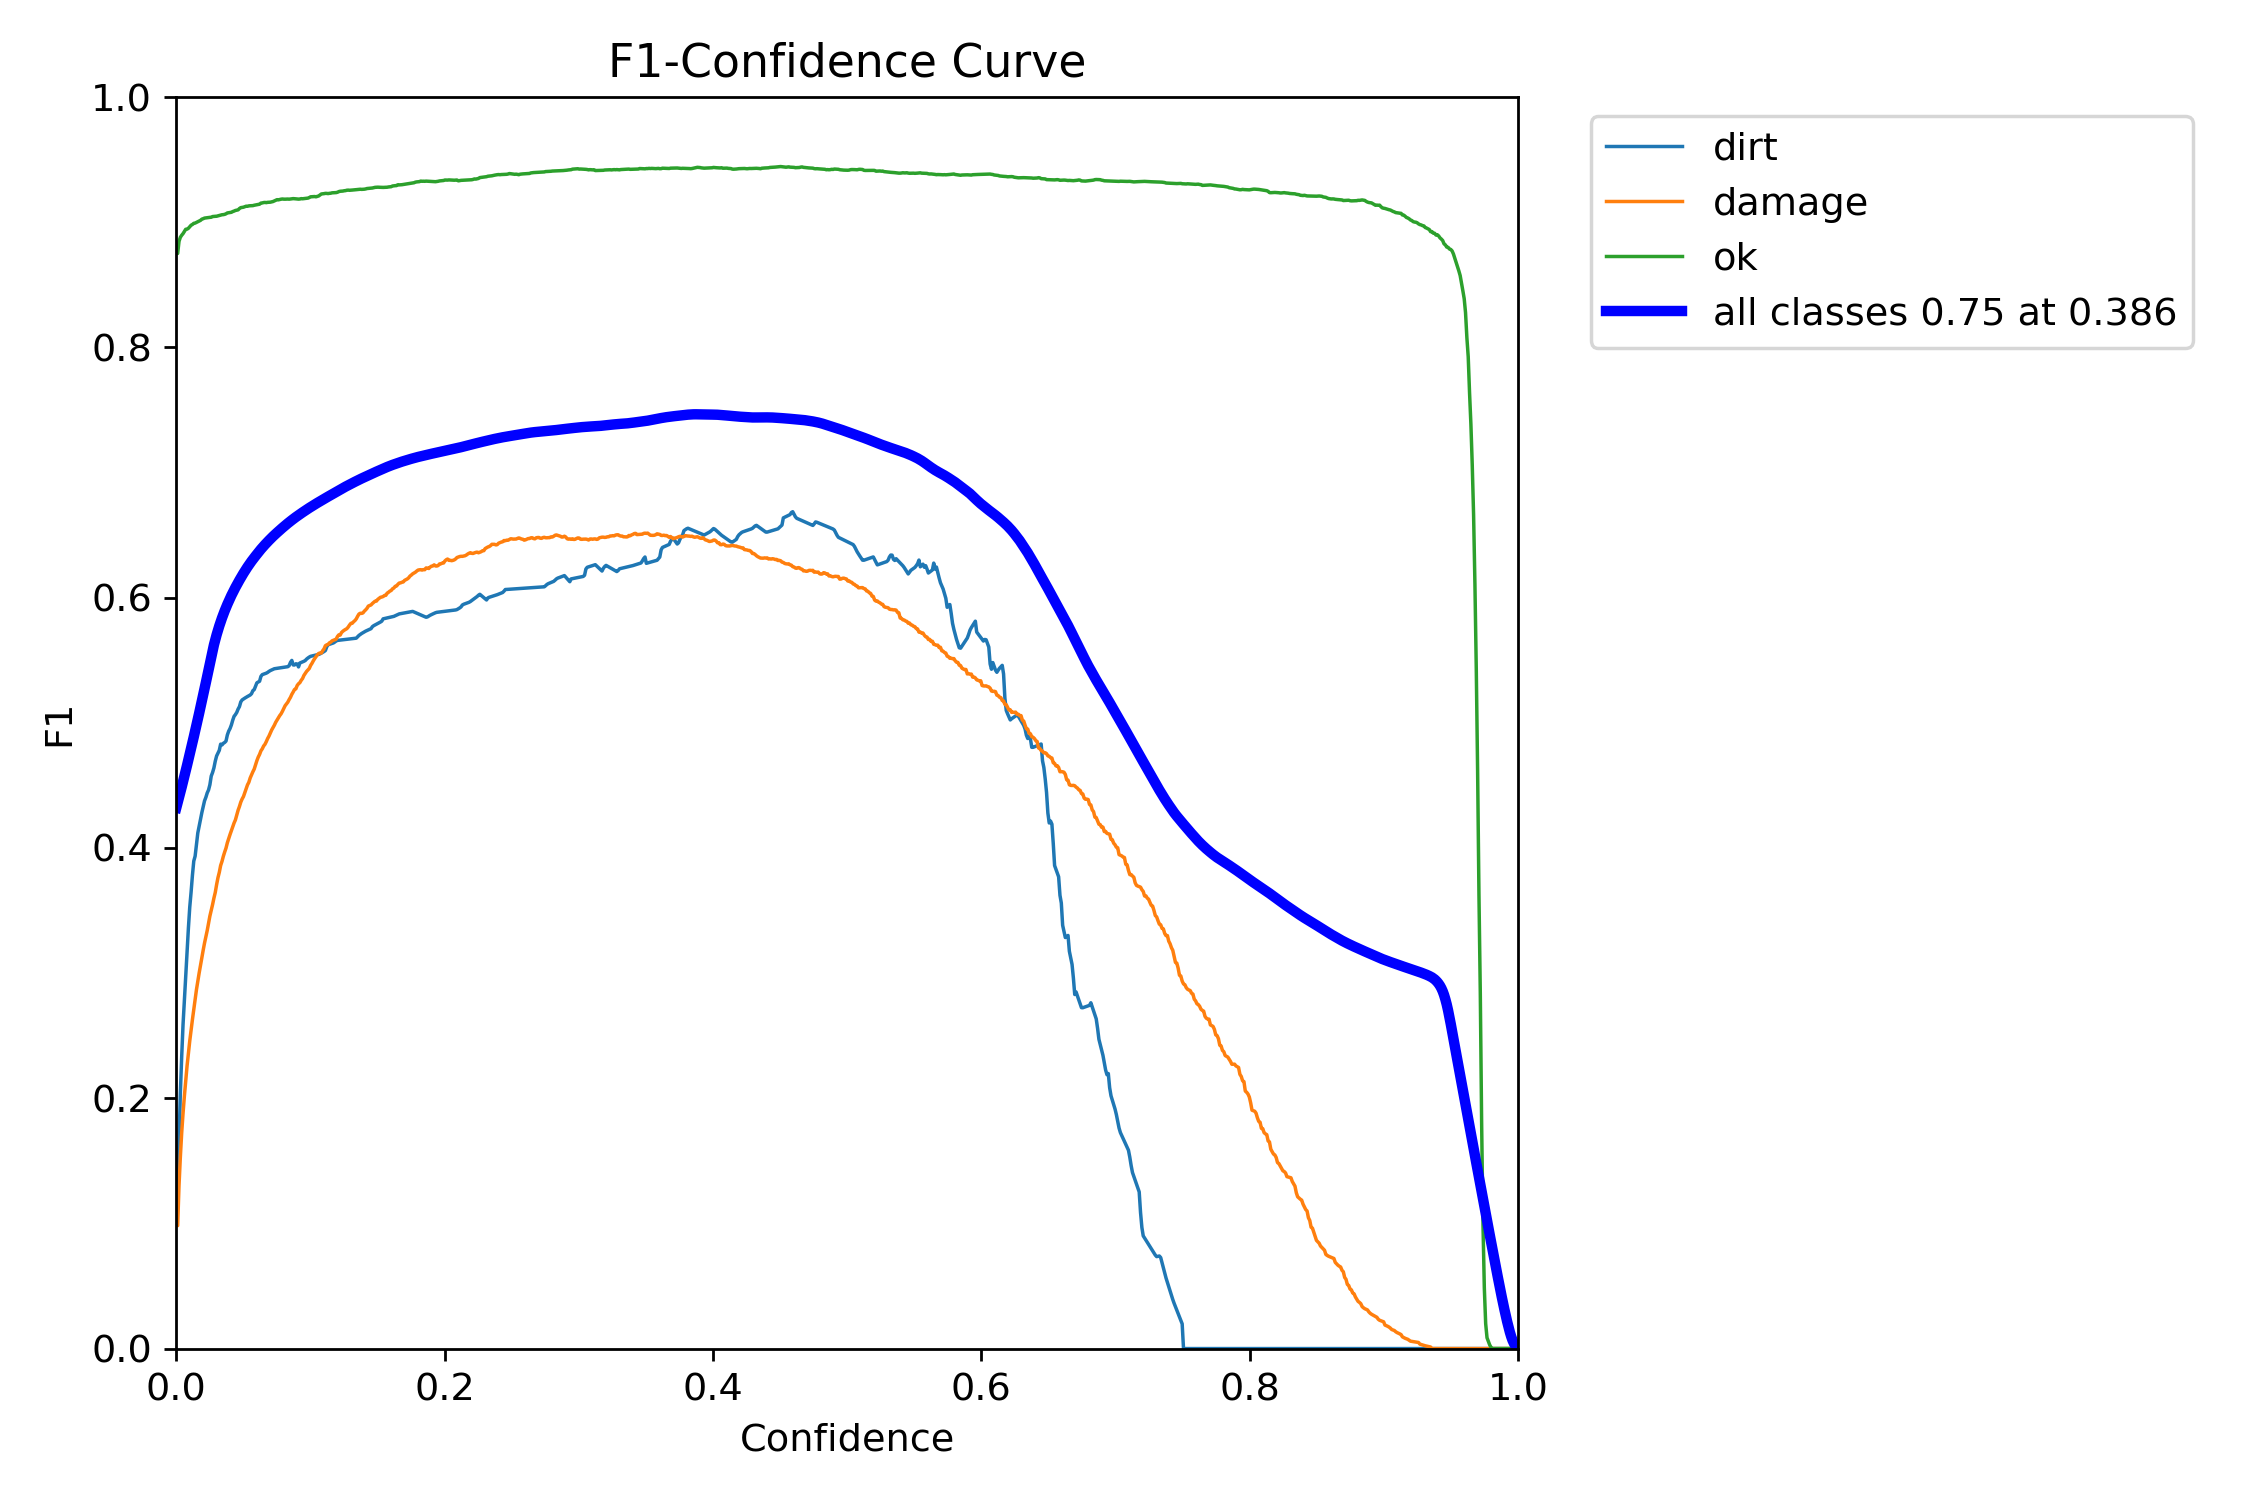 F1-Confidence Curve
1.0
0.8
0.6
0.4
0.2
0.0
F1
0.0 0.2 0.4 0.6 0.8 1.0
Confidence
dirt
damage
ok
all classes 0.75 at 0.386